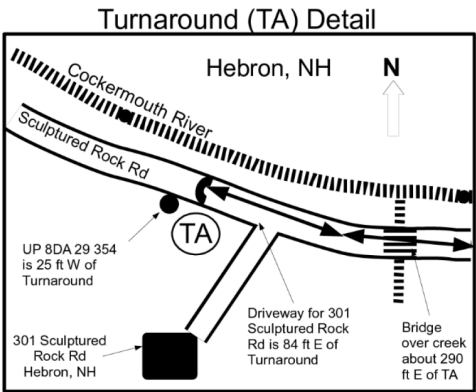 Turnaround (TA) Detail
Hebron, NH
N
Cockermouth River
Sculptured Rock Rd
TA
UP 8DA 29 354
is 25 ft W of
Turnaround
Driveway for 301
Sculptured Rock
Rd is 84 ft E of
Turnaround
301 Sculptured
Rock Rd
Hebron, NH
Bridge
over creek
about 290
ft E of TA